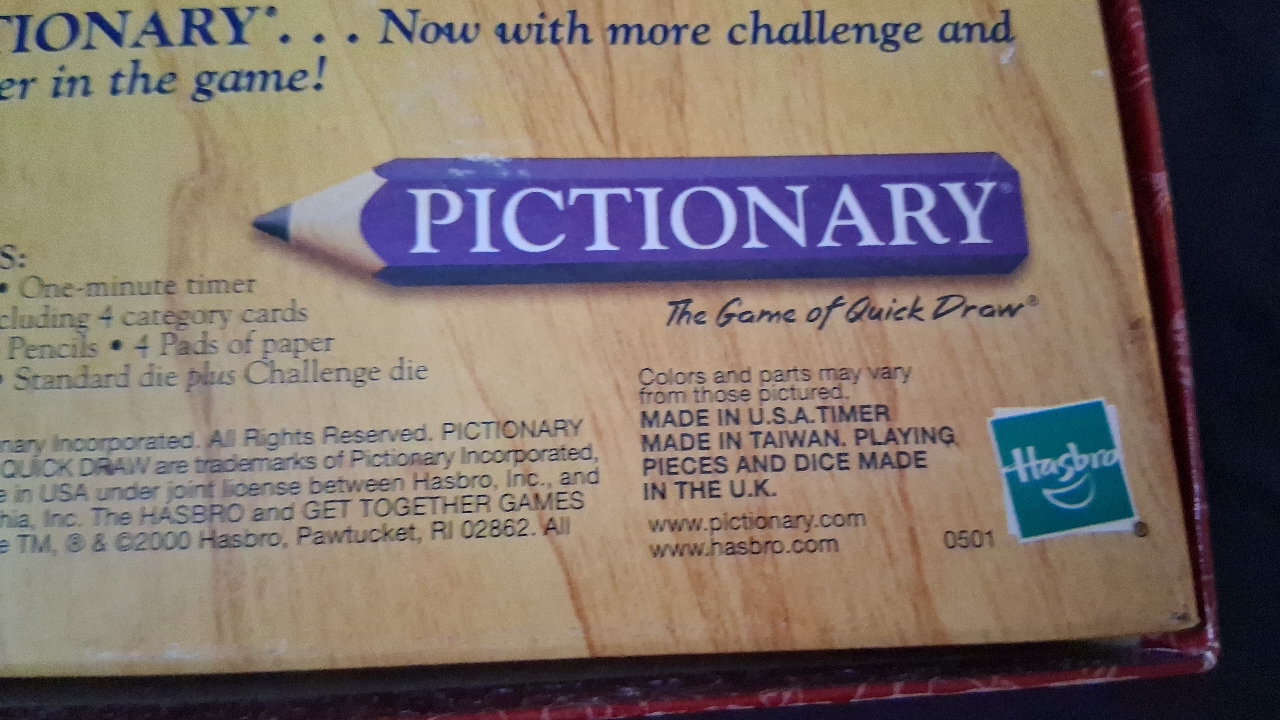 TIONARY®... Now with more challenge and
er in the game!
PICTIONARY®
The Game of Quick Draw®
S:
• One-minute timer
cluding 4 category cards
Pencils • 4 Pads of paper
• Standard die plus Challenge die
nary Incorporated. All Rights Reserved. PICTIONARY
QUICK DRAW are trademarks of Pictionary Incorporated,
e in USA under joint license between Hasbro, Inc., and
hia, Inc. The HASBRO and GET TOGETHER GAMES
e TM, ® & ©2000 Hasbro, Pawtucket, RI 02862. All
Colors and parts may vary
from those pictured.
MADE IN U.S.A.TIMER
MADE IN TAIWAN. PLAYING
PIECES AND DICE MADE
IN THE U.K.
www.pictionary.com
www.hasbro.com
0501
Hasbro
®